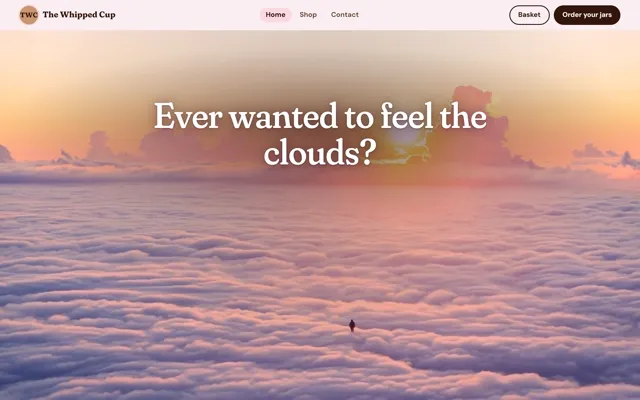 TWC The Whipped Cup
Home Shop Contact
Basket Order your jars
Ever wanted to feel the
clouds?